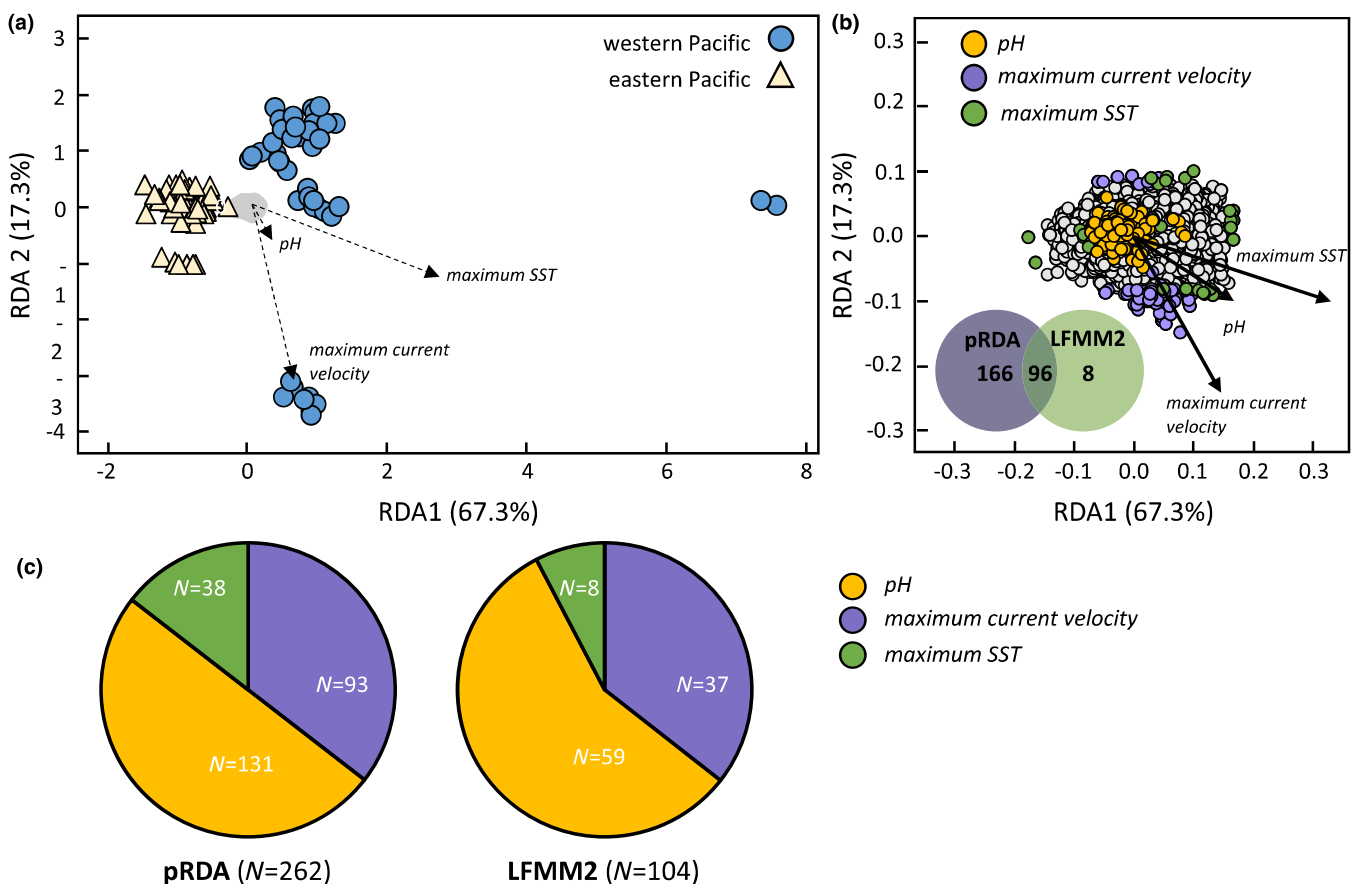 (a)
western Pacific
eastern Pacific
3
2
1
0
-
1
-
2
-
3
-4
RDA 2 (17.3%)
pH
maximum SST
maximum current
velocity
-2
0
2
4
6
8
RDA1 (67.3%)
(b)
pH
maximum current velocity
maximum SST
0.3
0.2
0.1
0.0
-0.1
-0.2
-0.3
RDA 2 (17.3%)
maximum SST
pH
maximum current
velocity
pRDA
LFMM2
166
96
8
-0.3
-0.2
-0.1
0.0
0.1
0.2
0.3
RDA1 (67.3%)
(c)
N=38
N=93
N=131
pRDA (N=262)
N=8
N=37
N=59
LFMM2 (N=104)
pH
maximum current velocity
maximum SST